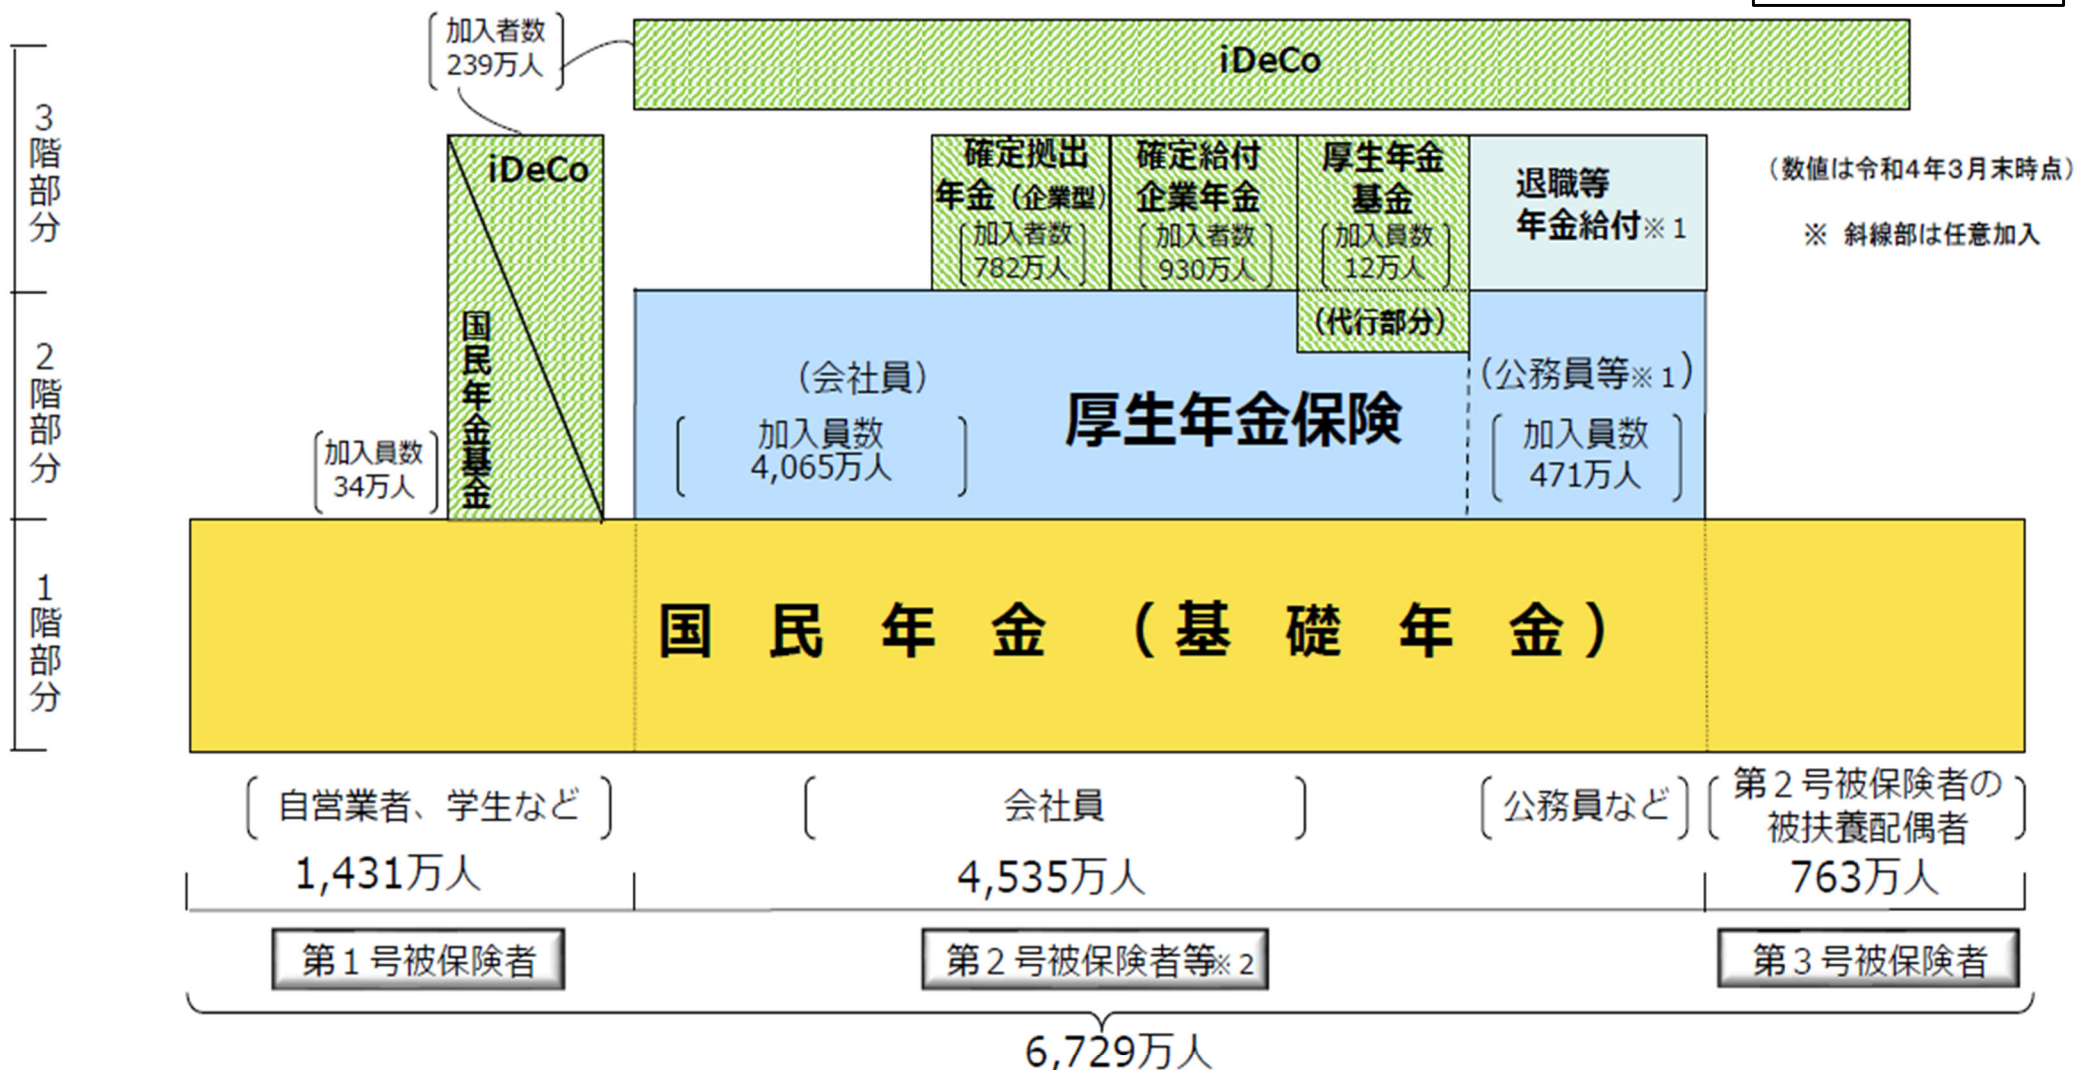 加入者数
239万人
iDeCo
3階部分
iDeCo
確定拠出
年金（企業型）
加入者数
782万人
確定給付
企業年金
加入者数
930万人
厚生年金
基金
加入員数
12万人
退職等
年金給付※1
（数値は令和4年3月末時点）
※ 斜線部は任意加入
2階部分
国民年金基金
加入員数
34万人
（代行部分）
（会社員）
加入員数
4,065万人
厚生年金保険
（公務員等※1）
加入員数
471万人
1階部分
国民年金（基礎年金）
自営業者、学生など
会社員
公務員など
第2号被保険者の
被扶養配偶者
1,431万人
4,535万人
763万人
第1号被保険者
第2号被保険者等※2
第3号被保険者
6,729万人